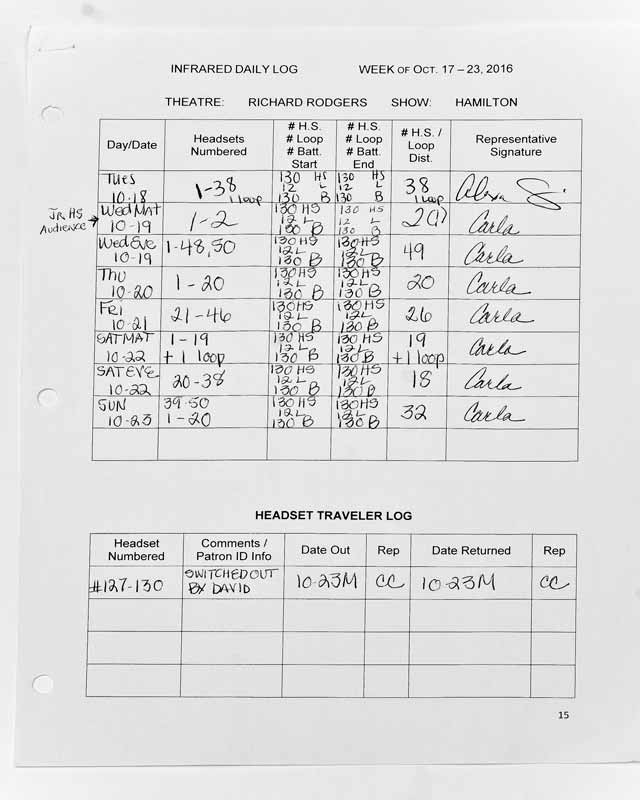 INFRARED DAILY LOG WEEK OF OCT. 17 – 23, 2016
THEATRE: RICHARD RODGERS SHOW: HAMILTON
Day/Date Headsets Numbered # H.S. # Loop # Batt. Start # H.S. # Loop # Batt. End # H.S. / Loop Dist. Representative Signature
TUES 10-18 1-38 1 loop 130 HS 12 L 130 B 130 HS 12 L 130 B 38 1 loop Alexa
JR HS Audience → Wed MAT 10-19 1-2 130 HS 12 L 130 B 130 HS 12 L 130 B 2(1) Carla
Wed Eve 10-19 1-48,50 130 HS 12 L 130 B 130 HS 12 L 130 B 49 Carla
THU 10-20 1-20 130 HS 12 L 130 B 130 HS 12 L 130 B 20 Carla
FRI 10-21 21-46 130 HS 12 L 130 B 130 HS 12 L 130 B 26 Carla
SAT MAT 10-22 1-19 +1 loop 130 HS 12 L 130 B 130 HS 12 L 130 B 19 +1 loop Carla
SAT EVE 10-22 20-38 130 HS 12 L 130 B 130 HS 12 L 130 B 18 Carla
SUN 10-23 39-50 1-20 130 HS 12 L 130 B 130 HS 12 L 130 B 32 Carla
HEADSET TRAVELER LOG
Headset Numbered Comments / Patron ID Info Date Out Rep Date Returned Rep
#127-130 SWITCHED OUT BX DAVID 10-23M CC 10-23M CC
15